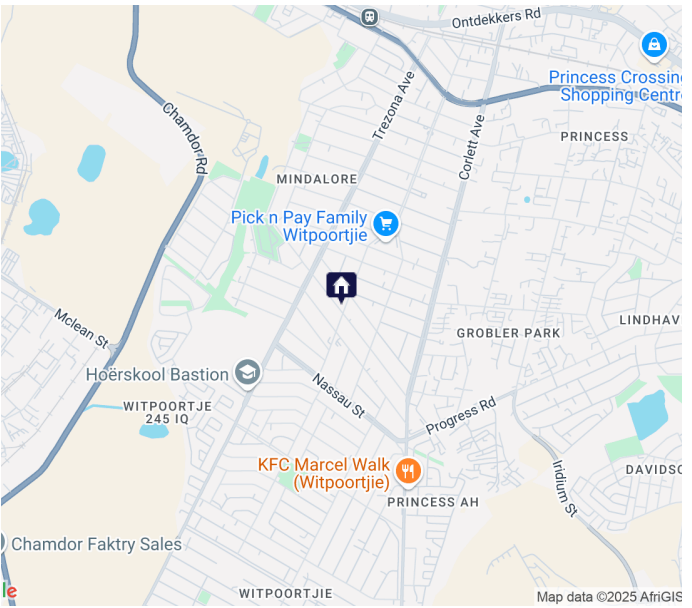 Ontdekkers Rd
Princess Crossing
Shopping Centre
Chamdor Rd
Trezona Ave
Corlett Ave
PRINCESS
MINDALORE
Pick n Pay Family
Witpoortjie
Mclean St
GROBLER PARK
LINDHAV
Hoërskool Bastion
Nassau St
WITPOORTJE
245 IQ
Progress Rd
KFC Marcel Walk
(Witpoortjie)
Iridium St
DAVIDSO
PRINCESS AH
Chamdor Faktry Sales
le
WITPOORTJIE
Map data ©2025 AfriGIS